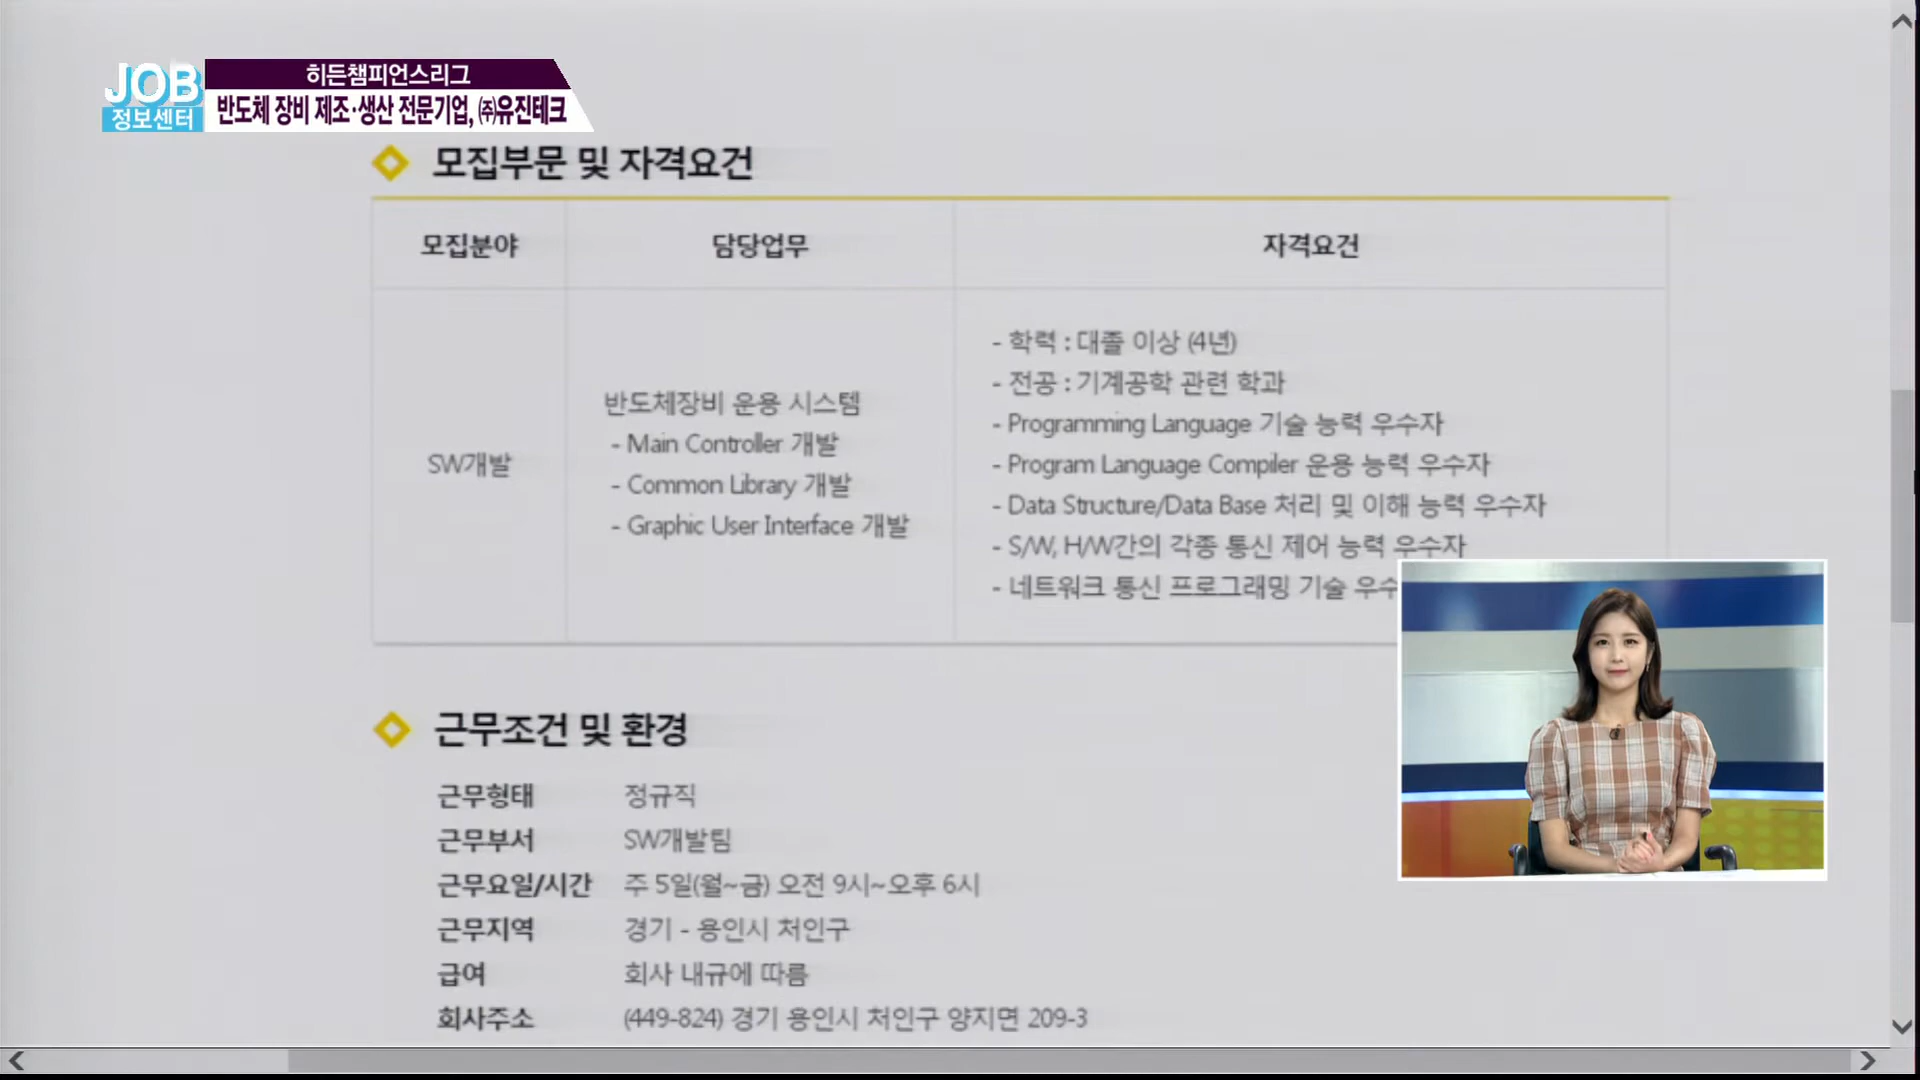 JOB
정보센터
히든챔피언스리그
반도체 장비 제조·생산 전문기업, ㈜유진테크
모집부문 및 자격요건
모집분야 담당업무 자격요건
SW개발
반도체장비 운용 시스템
- Main Controller 개발
- Common Library 개발
- Graphic User Interface 개발
- 학력 : 대졸 이상 (4년)
- 전공 : 기계공학 관련 학과
- Programming Language 기술 능력 우수자
- Program Language Compiler 운용 능력 우수자
- Data Structure/Data Base 처리 및 이해 능력 우수자
- S/W, H/W간의 각종 통신 제어 능력 우수자
- 네트워크 통신 프로그래밍 기술 우수
근무조건 및 환경
근무형태 정규직
근무부서 SW개발팀
근무요일/시간 주 5일(월~금) 오전 9시~오후 6시
근무지역 경기 - 용인시 처인구
급여 회사 내규에 따름
회사주소 (449-824) 경기 용인시 처인구 양지면 209-3